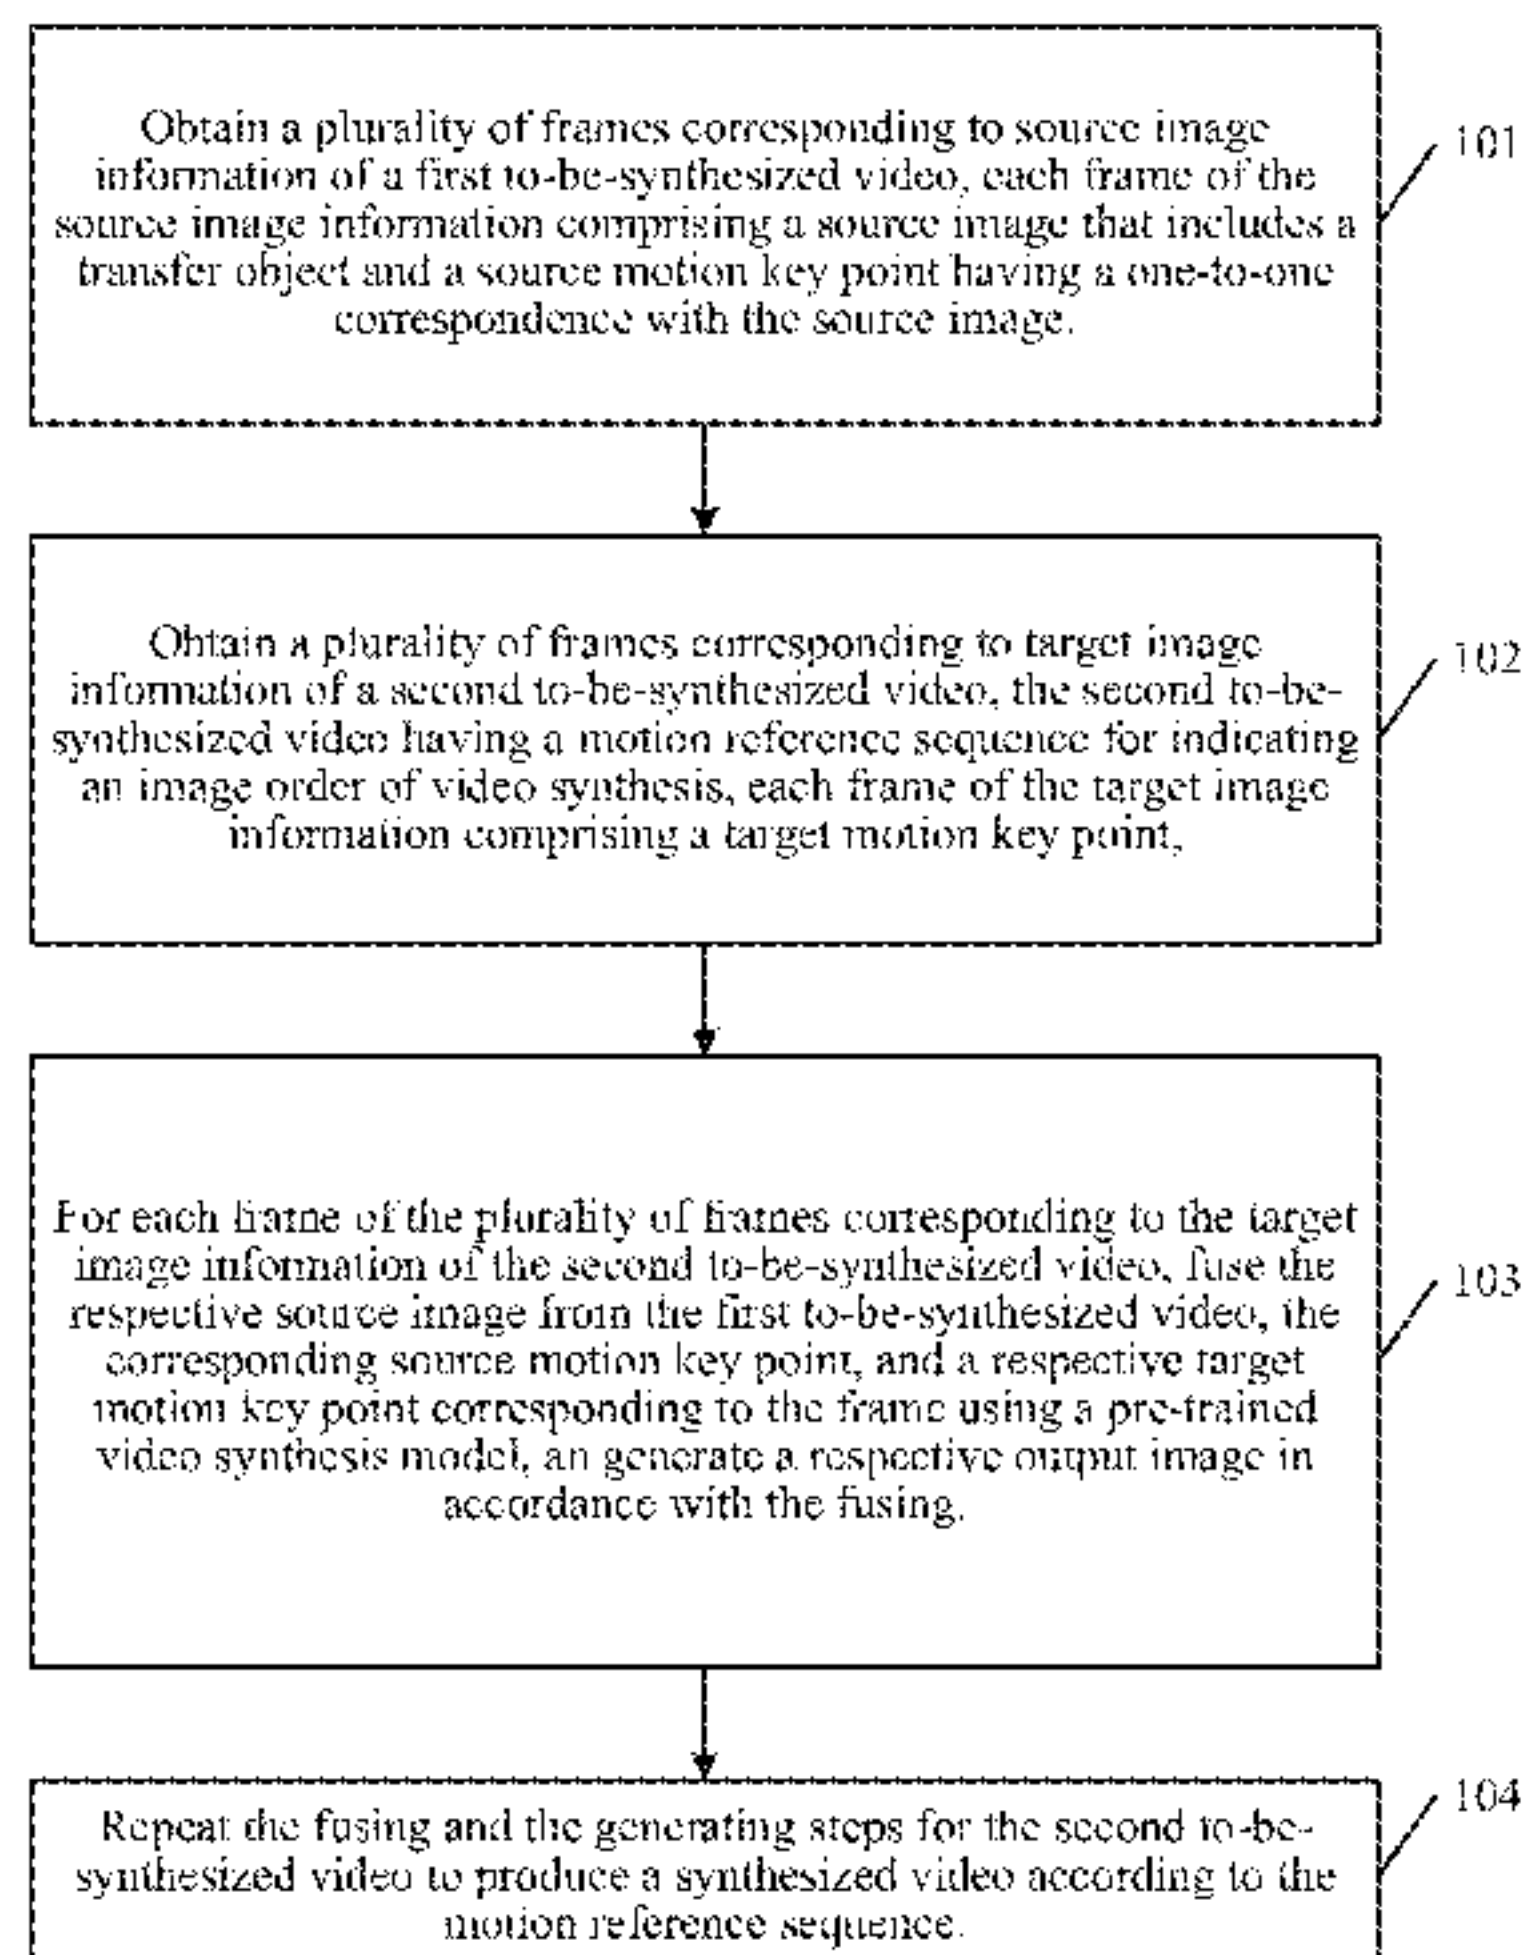 Obtain a plurality of frames corresponding to source image
information of a first to-be-synthesized video, each frame of the
source image information comprising a source image that includes a
transfer object and a source motion key point having a one-to-one
correspondence with the source image.
101
Obtain a plurality of frames corresponding to target image
information of a second to-be-synthesized video, the second to-be-
synthesized video having a motion reference sequence for indicating
an image order of video synthesis, each frame of the target image
information comprising a target motion key point,
102
For each frame of the plurality of frames corresponding to the target
image information of the second to-be-synthesized video, fuse the
respective source image from the first to-be-synthesized video, the
corresponding source motion key point, and a respective target
motion key point corresponding to the frame using a pre-trained
video synthesis model, an generate a respective output image in
accordance with the fusing.
103
Repeat the fusing and the generating steps for the second to-be-
synthesized video to produce a synthesized video according to the
motion reference sequence.
104